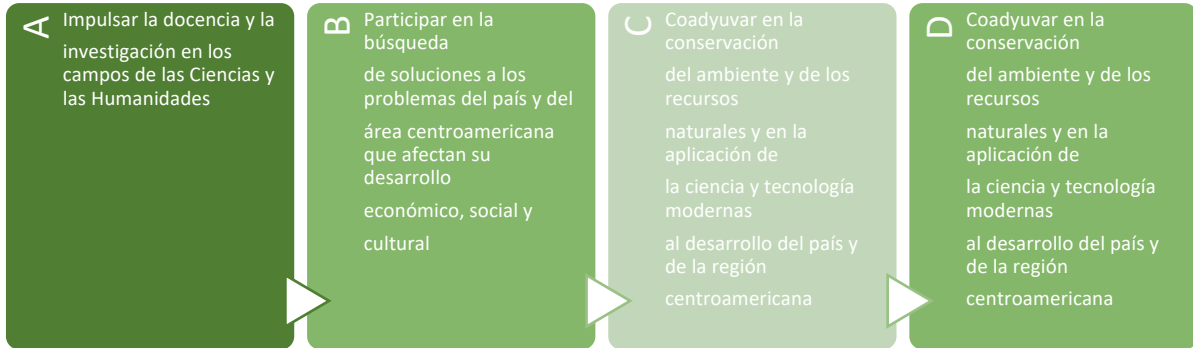 A
Impulsar la docencia y la
investigación en los
campos de las Ciencias y
las Humanidades
B
Participar en la
búsqueda
de soluciones a los
problemas del país y del
área centroamericana
que afectan su
desarrollo
económico, social y
cultural
C
Coadyuvar en la
conservación
del ambiente y de los
recursos
naturales y en la
aplicación de
la ciencia y tecnología
modernas
al desarrollo del país y
de la región
centroamericana
D
Coadyuvar en la
conservación
del ambiente y de los
recursos
naturales y en la
aplicación de
la ciencia y tecnología
modernas
al desarrollo del país y
de la región
centroamericana